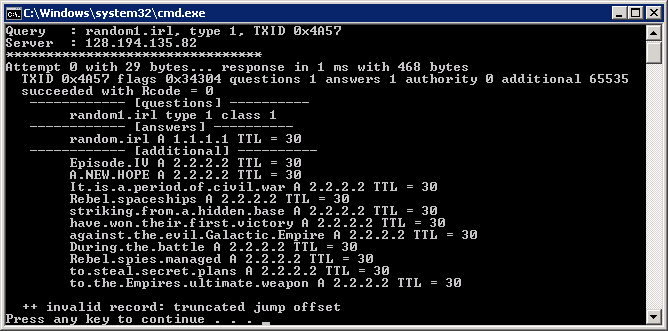 C:\Windows\system32\cmd.exe
Query : random1.irl, type 1, TXID 0x4A57
Server : 128.194.135.82
********************************
Attempt 0 with 29 bytes... response in 1 ms with 468 bytes
TXID 0x4A57 flags 0x34304 questions 1 answers 1 authority 0 additional 65535
succeeded with Rcode = 0
------------ [questions] ----------
random1.irl type 1 class 1
------------ [answers] ----------
random.irl A 1.1.1.1 TTL = 30
------------ [additional] ----------
Episode.IV A 2.2.2.2 TTL = 30
A.NEW.HOPE A 2.2.2.2 TTL = 30
It.is.a.period.of.civil.war A 2.2.2.2 TTL = 30
Rebel.spaceships A 2.2.2.2 TTL = 30
striking.from.a.hidden.base A 2.2.2.2 TTL = 30
have.won.their.first.victory A 2.2.2.2 TTL = 30
against.the.evil.Galactic.Empire A 2.2.2.2 TTL = 30
During.the.battle A 2.2.2.2 TTL = 30
Rebel.spies.managed A 2.2.2.2 TTL = 30
to.steal.secret.plans A 2.2.2.2 TTL = 30
to.the.Empires.ultimate.weapon A 2.2.2.2 TTL = 30
++ invalid record: truncated jump offset
Press any key to continue . . .